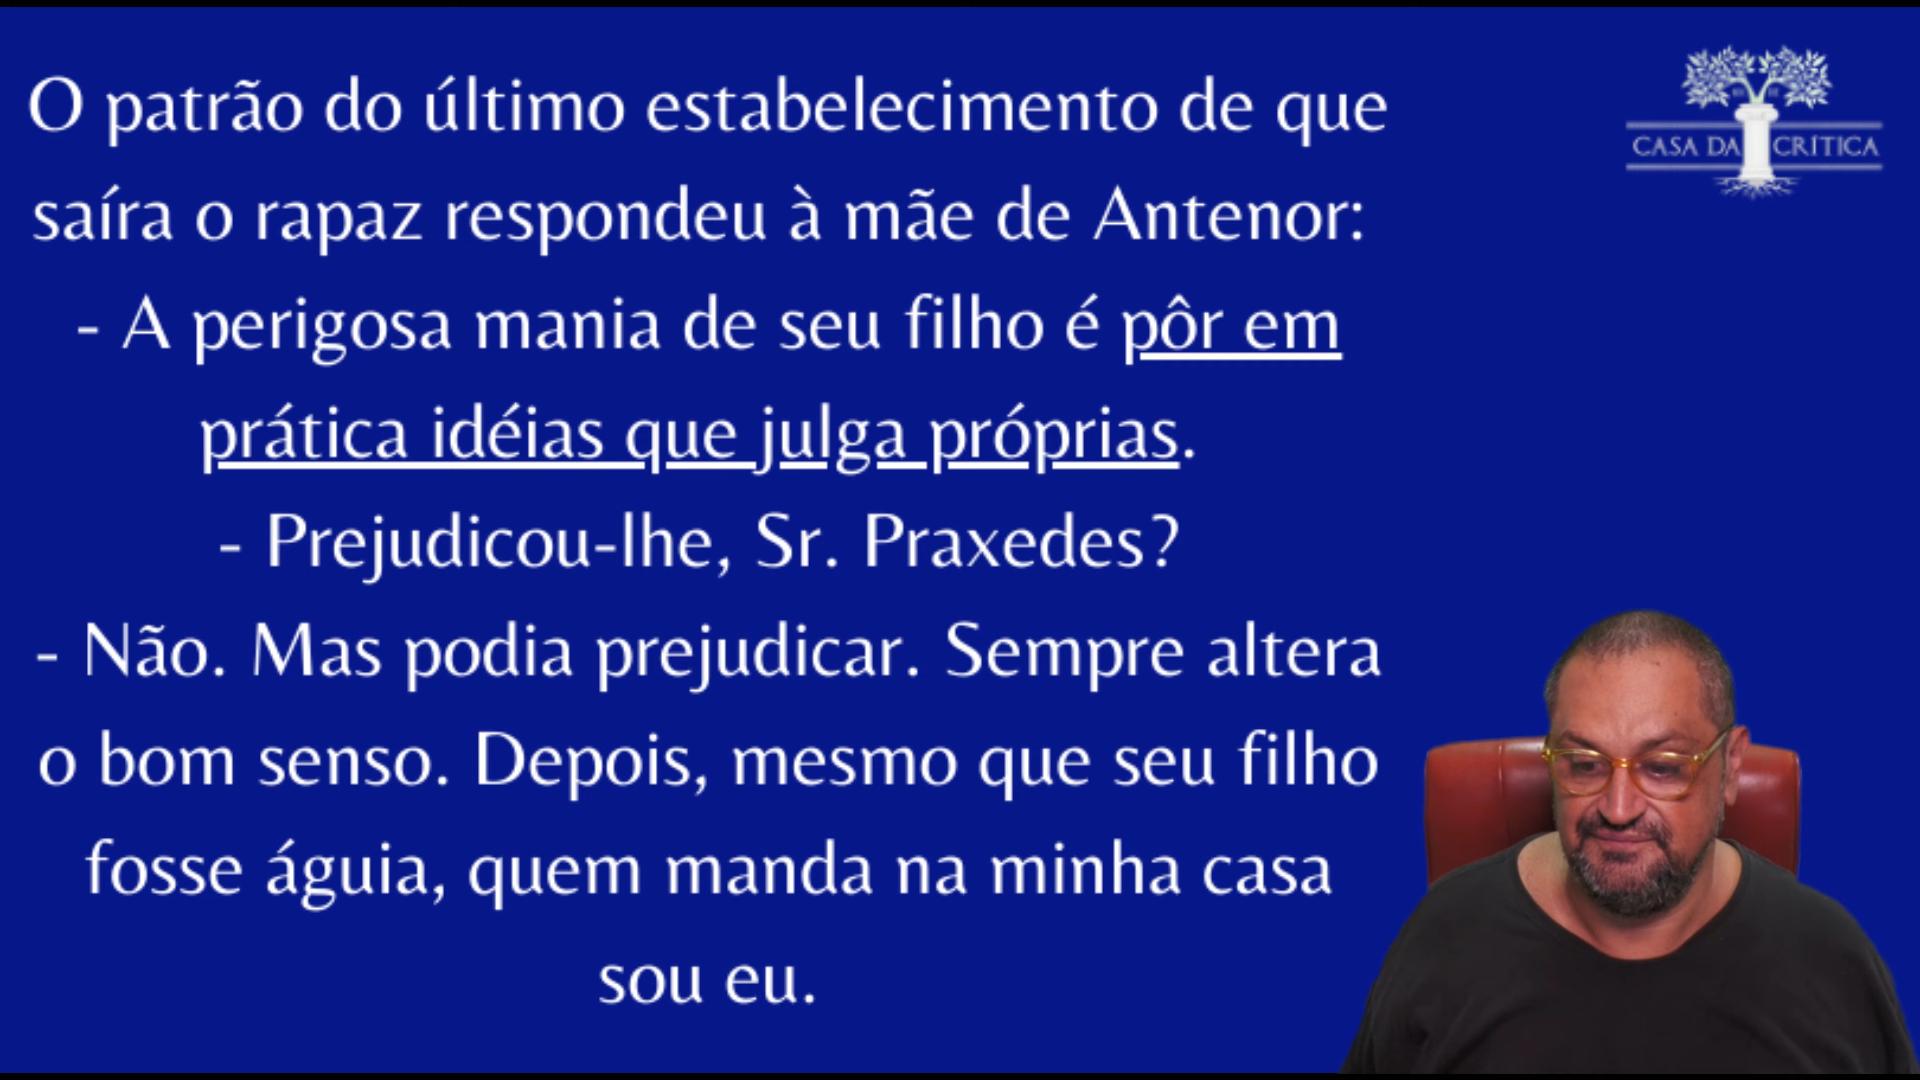 O patrão do último estabelecimento de que
saíra o rapaz respondeu à mãe de Antenor:
- A perigosa mania de seu filho é pôr em
prática idéias que julga próprias.
- Prejudicou-lhe, Sr. Praxedes?
- Não. Mas podia prejudicar. Sempre altera
o bom senso. Depois, mesmo que seu filho
fosse águia, quem manda na minha casa
sou eu.
CASA DA CRÍTICA